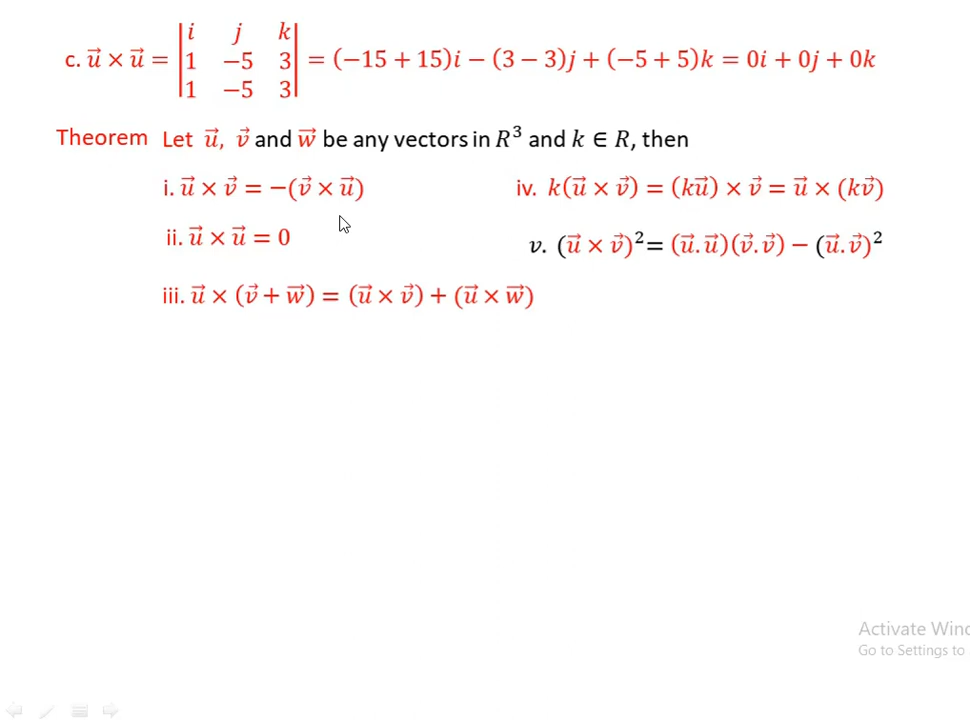 c. u⃗ × u⃗ = |i j k; 1 −5 3; 1 −5 3| = (−15 + 15)i − (3 − 3)j + (−5 + 5)k = 0i + 0j + 0k
Theorem Let u⃗, v⃗ and w⃗ be any vectors in R³ and k ∈ R, then
i. u⃗ × v⃗ = −(v⃗ × u⃗)
iv. k(u⃗ × v⃗) = (ku⃗) × v⃗ = u⃗ × (kv⃗)
ii. u⃗ × u⃗ = 0
v. (u⃗ × v⃗)²= (u⃗.u⃗)(v⃗.v⃗) − (u⃗.v⃗)²
iii. u⃗ × (v⃗ + w⃗) = (u⃗ × v⃗) + (u⃗ × w⃗)
Activate Wind
Go to Settings to